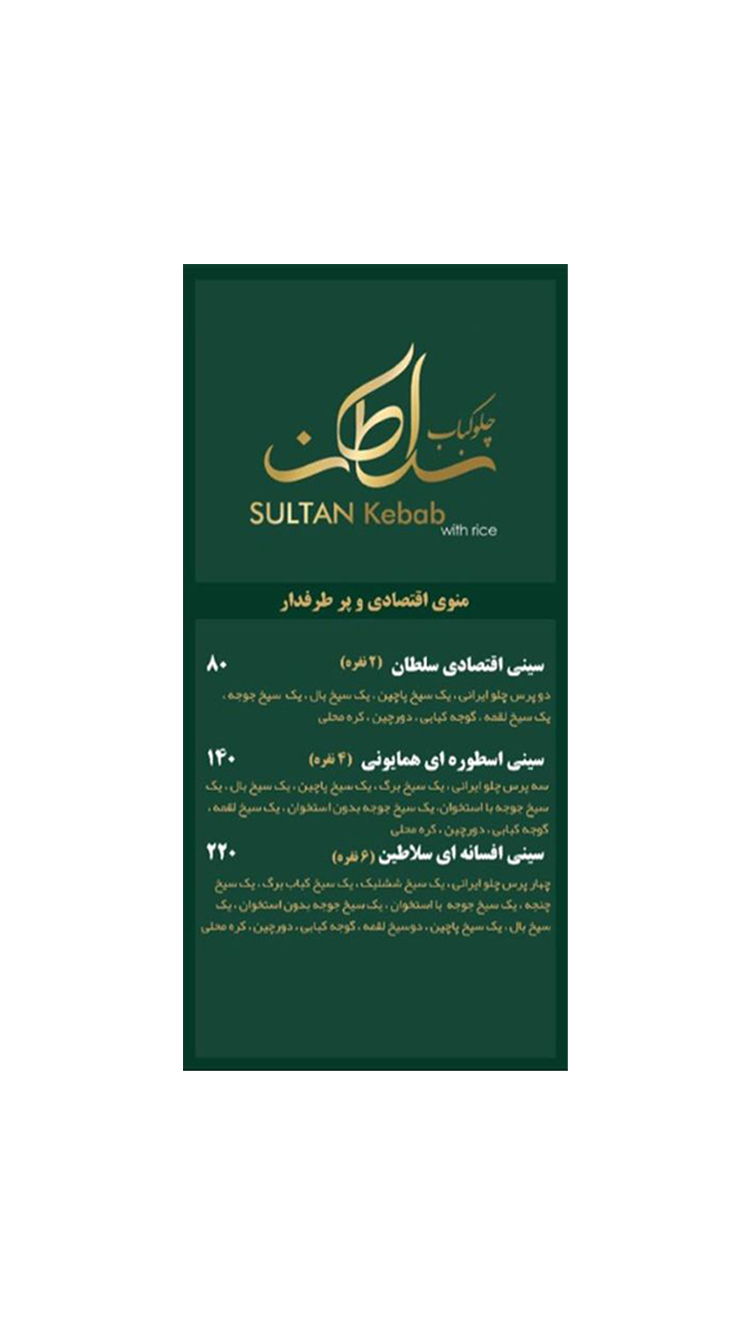 چلوکباب
سلطان
SULTAN Kebab
with rice
منوی اقتصادی و پر طرفدار
سینی اقتصادی سلطان (۲ نفره) ۸۰
دو پرس چلو ایرانی ، یک سیخ پاچین ، یک سیخ بال ، یک سیخ جوجه ،
یک سیخ لقمه ، گوجه کبابی ، دورچین ، کره محلی
سینی اسطوره ای همایونی (۴ نفره) ۱۴۰
سه پرس چلو ایرانی ، یک سیخ برگ ، یک سیخ پاچین ، یک سیخ بال ، یک
سیخ جوجه با استخوان، یک سیخ جوجه بدون استخوان ، یک سیخ لقمه ،
گوجه کبابی ، دورچین ، کره محلی
سینی افسانه ای سلاطین (۶ نفره) ۲۲۰
چهار پرس چلو ایرانی ، یک سیخ ششلیک ، یک سیخ کباب برگ ، یک سیخ
چنجه ، یک سیخ جوجه با استخوان ، یک سیخ جوجه بدون استخوان ، یک
سیخ بال ، یک سیخ پاچین ، دوسیخ لقمه ، گوجه کبابی ، دورچین ، کره محلی